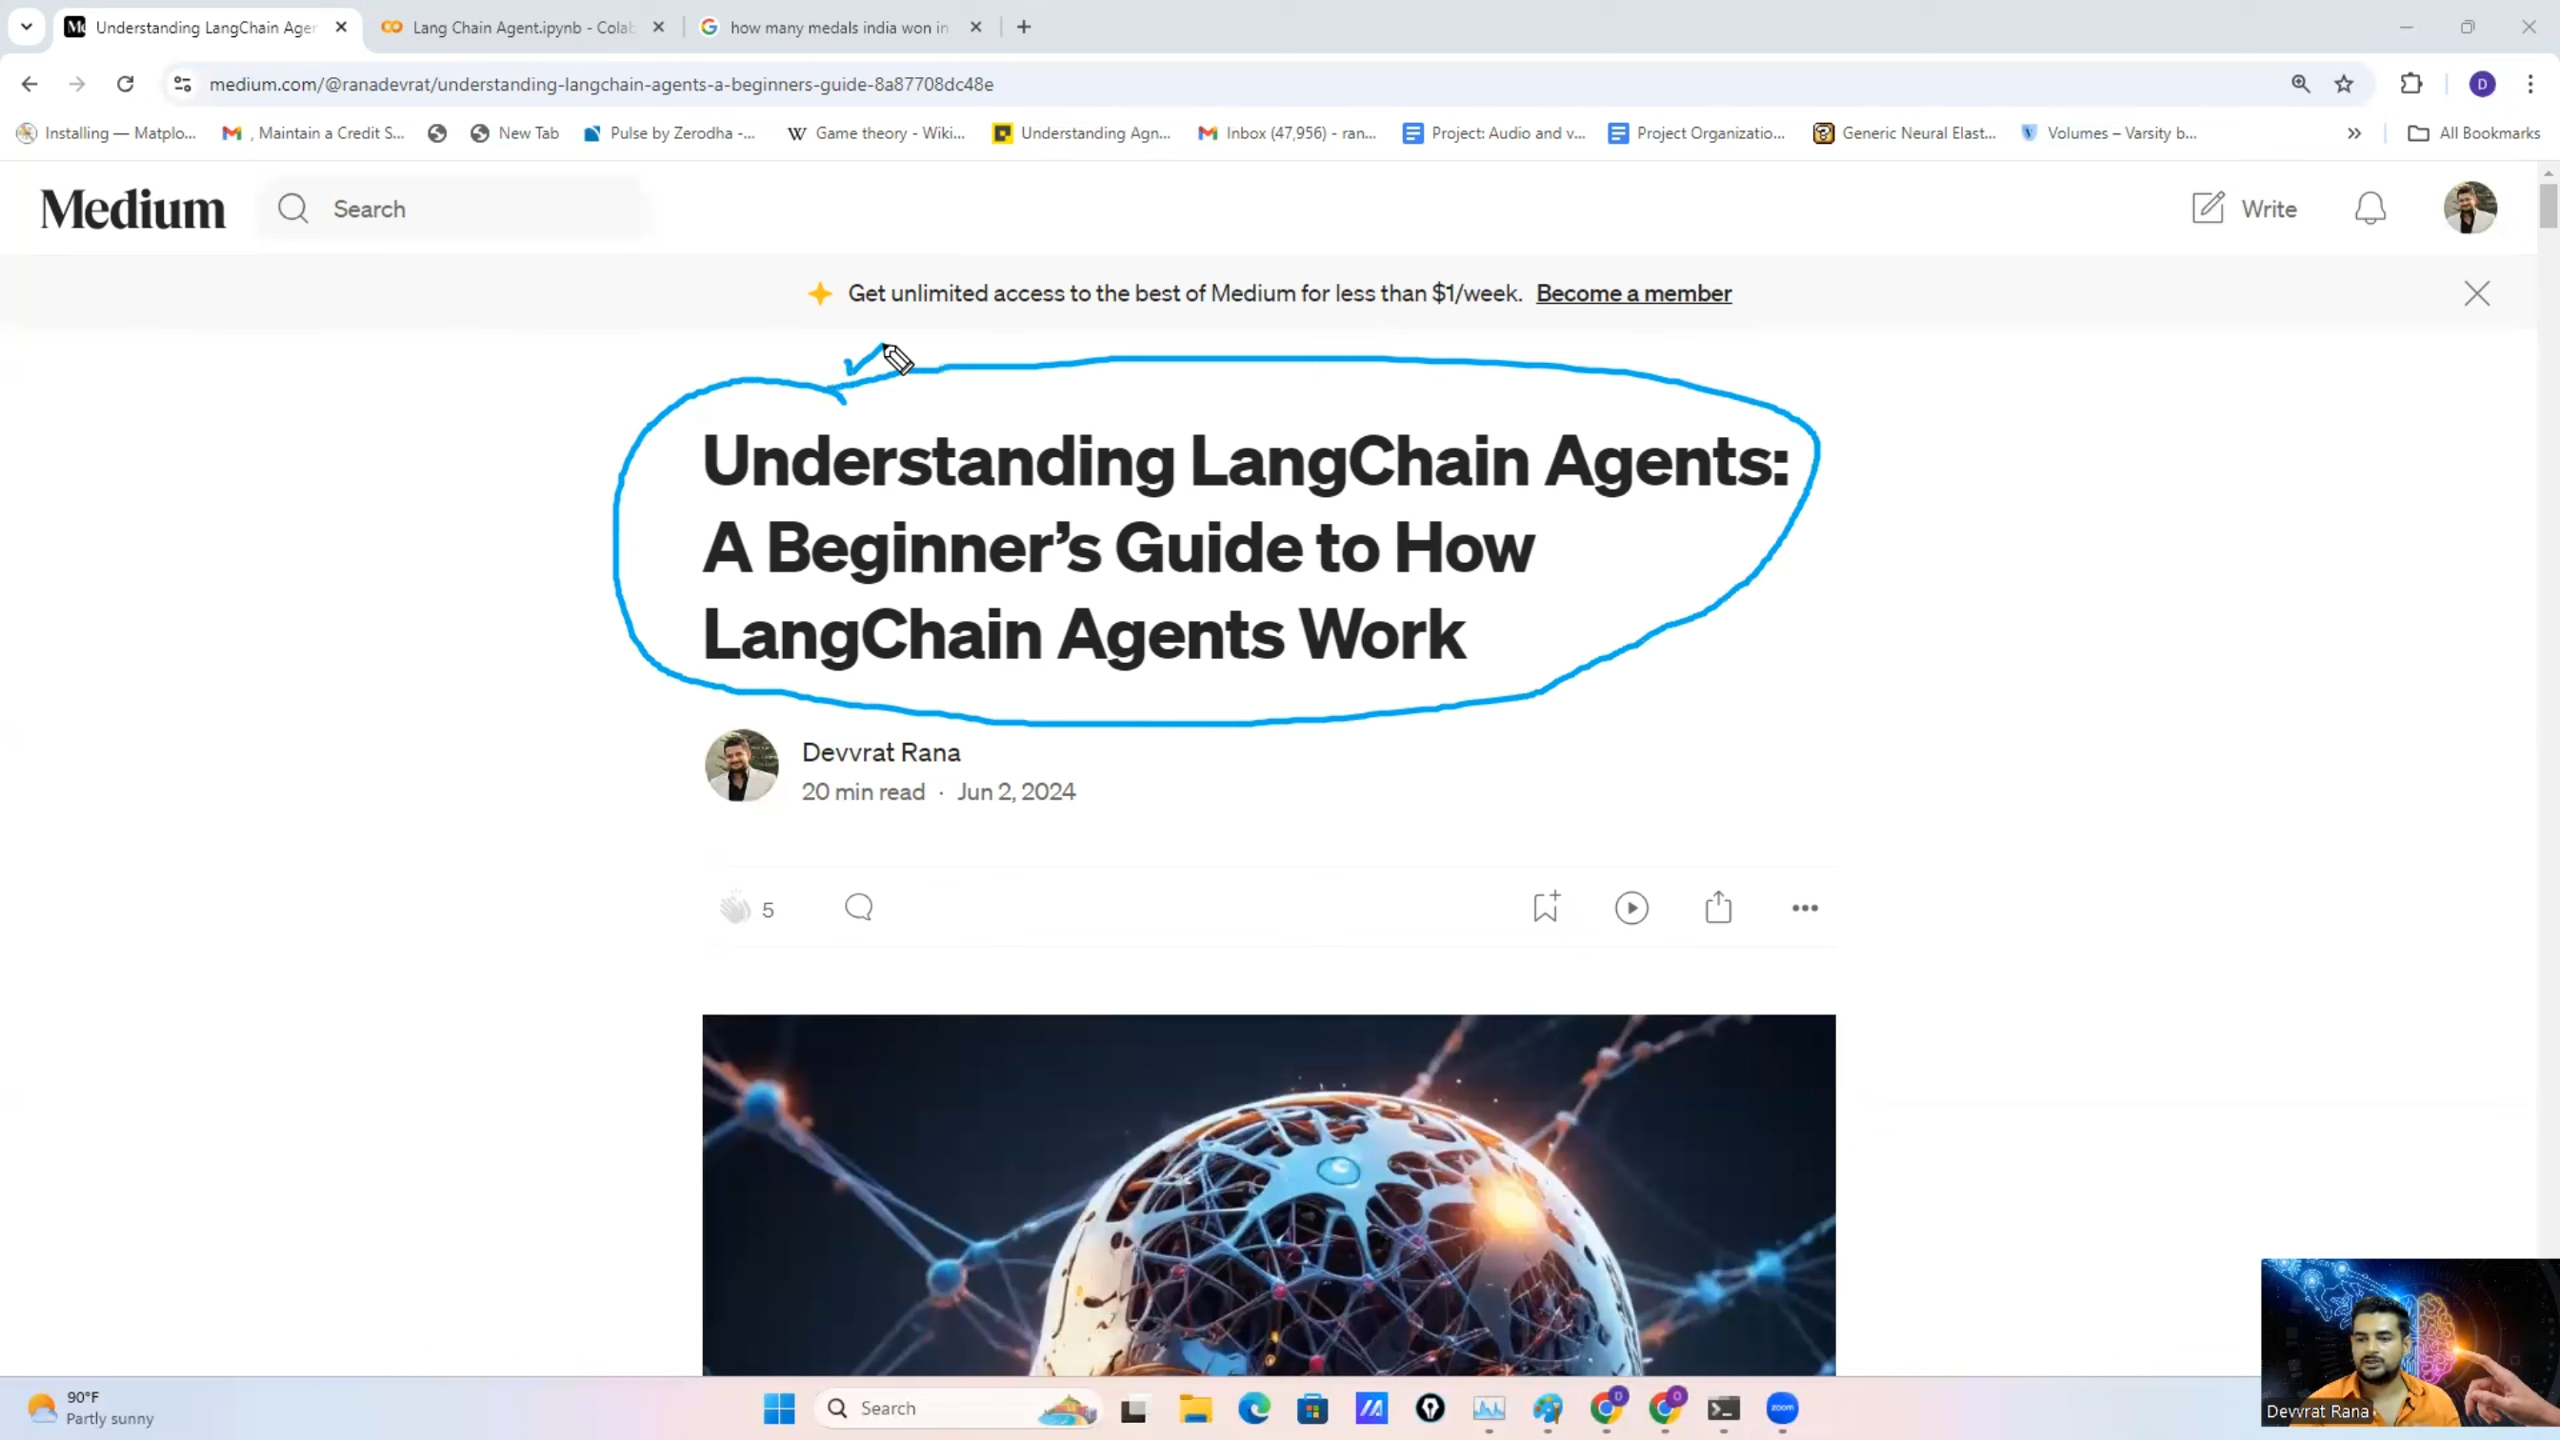 Understanding LangChain Agen
Lang Chain Agent.ipynb - Colab
how many medals india won in
medium.com/@ranadevrat/understanding-langchain-agents-a-beginners-guide-8a87708dc48e
D
Installing — Matplo...
, Maintain a Credit S...
New Tab
Pulse by Zerodha -...
W Game theory - Wiki...
Understanding Agn...
Inbox (47,956) - ran...
Project: Audio and v...
Project Organizatio...
Generic Neural Elast...
Volumes – Varsity b...
All Bookmarks
Medium
Search
Write
Get unlimited access to the best of Medium for less than $1/week. Become a member
Understanding LangChain Agents:
A Beginner's Guide to How
LangChain Agents Work
Devvrat Rana
20 min read · Jun 2, 2024
5
90°F
Partly sunny
Search
zoom
Devvrat Rana